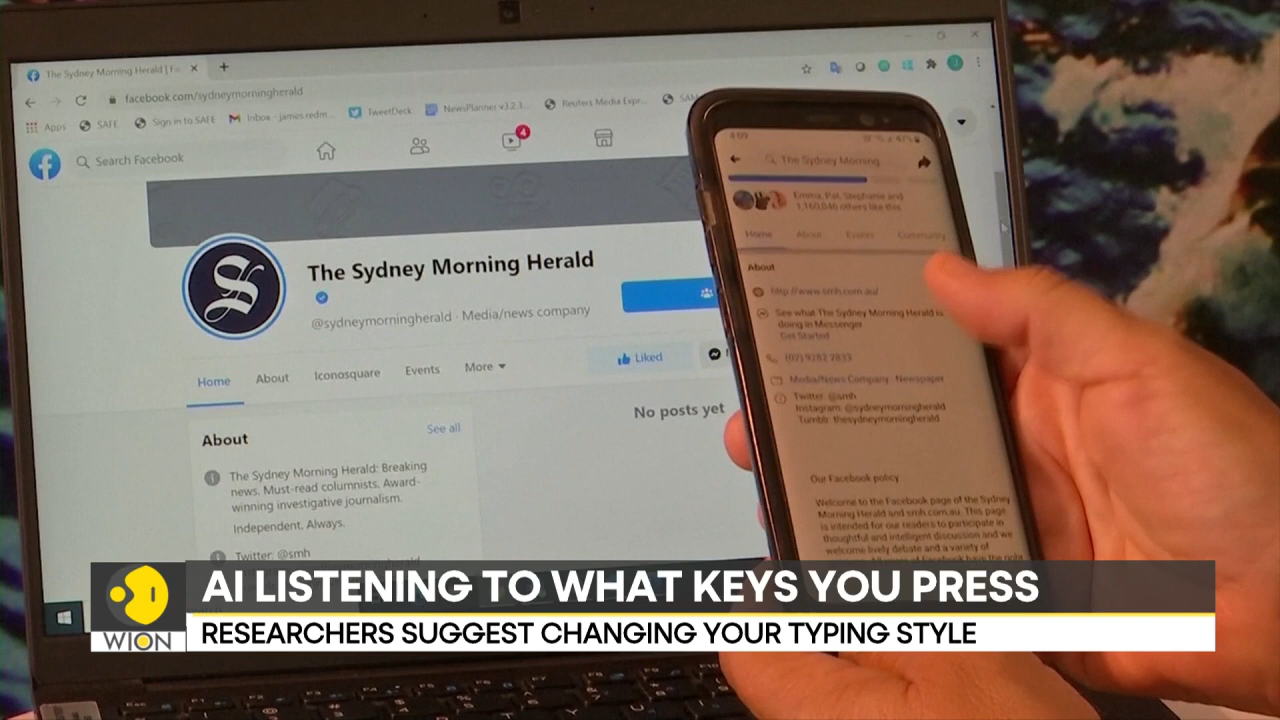 The Sydney Morning Herald | F
facebook.com/sydneymorningherald
Apps SAFE Sign in to SAFE Inbox - james.redm... TweetDeck NewsPlanner v3.2.1... Reuters Media Expr...
4
Search Facebook
The Sydney Morning Herald
@sydneymorningherald · Media/news company
Home About Iconosquare Events More
Liked
No posts yet
About See all
The Sydney Morning Herald: Breaking
news. Must-read columnists. Award-
winning investigative journalism.
Independent. Always.
Twitter: @smh
4:09
The Sydney Morning
Emma, Pat, Stephanie and
1,160,046 others like this
Home About Events Community
About
http://www.smh.com.au/
See what The Sydney Morning Herald is
doing in Messenger
Get Started
(02) 9282 2833
Media/News Company · Newspaper
Twitter: @smh
Instagram: @sydneymorningherald
Tumblr: thesydneymorningherald
Our Facebook policy
Welcome to the Facebook page of the Sydney
Morning Herald and smh.com.au. This page
is intended for our readers to participate in
thoughtful and intelligent discussion and we
welcome lively debate and a variety of
WION
AI LISTENING TO WHAT KEYS YOU PRESS
RESEARCHERS SUGGEST CHANGING YOUR TYPING STYLE